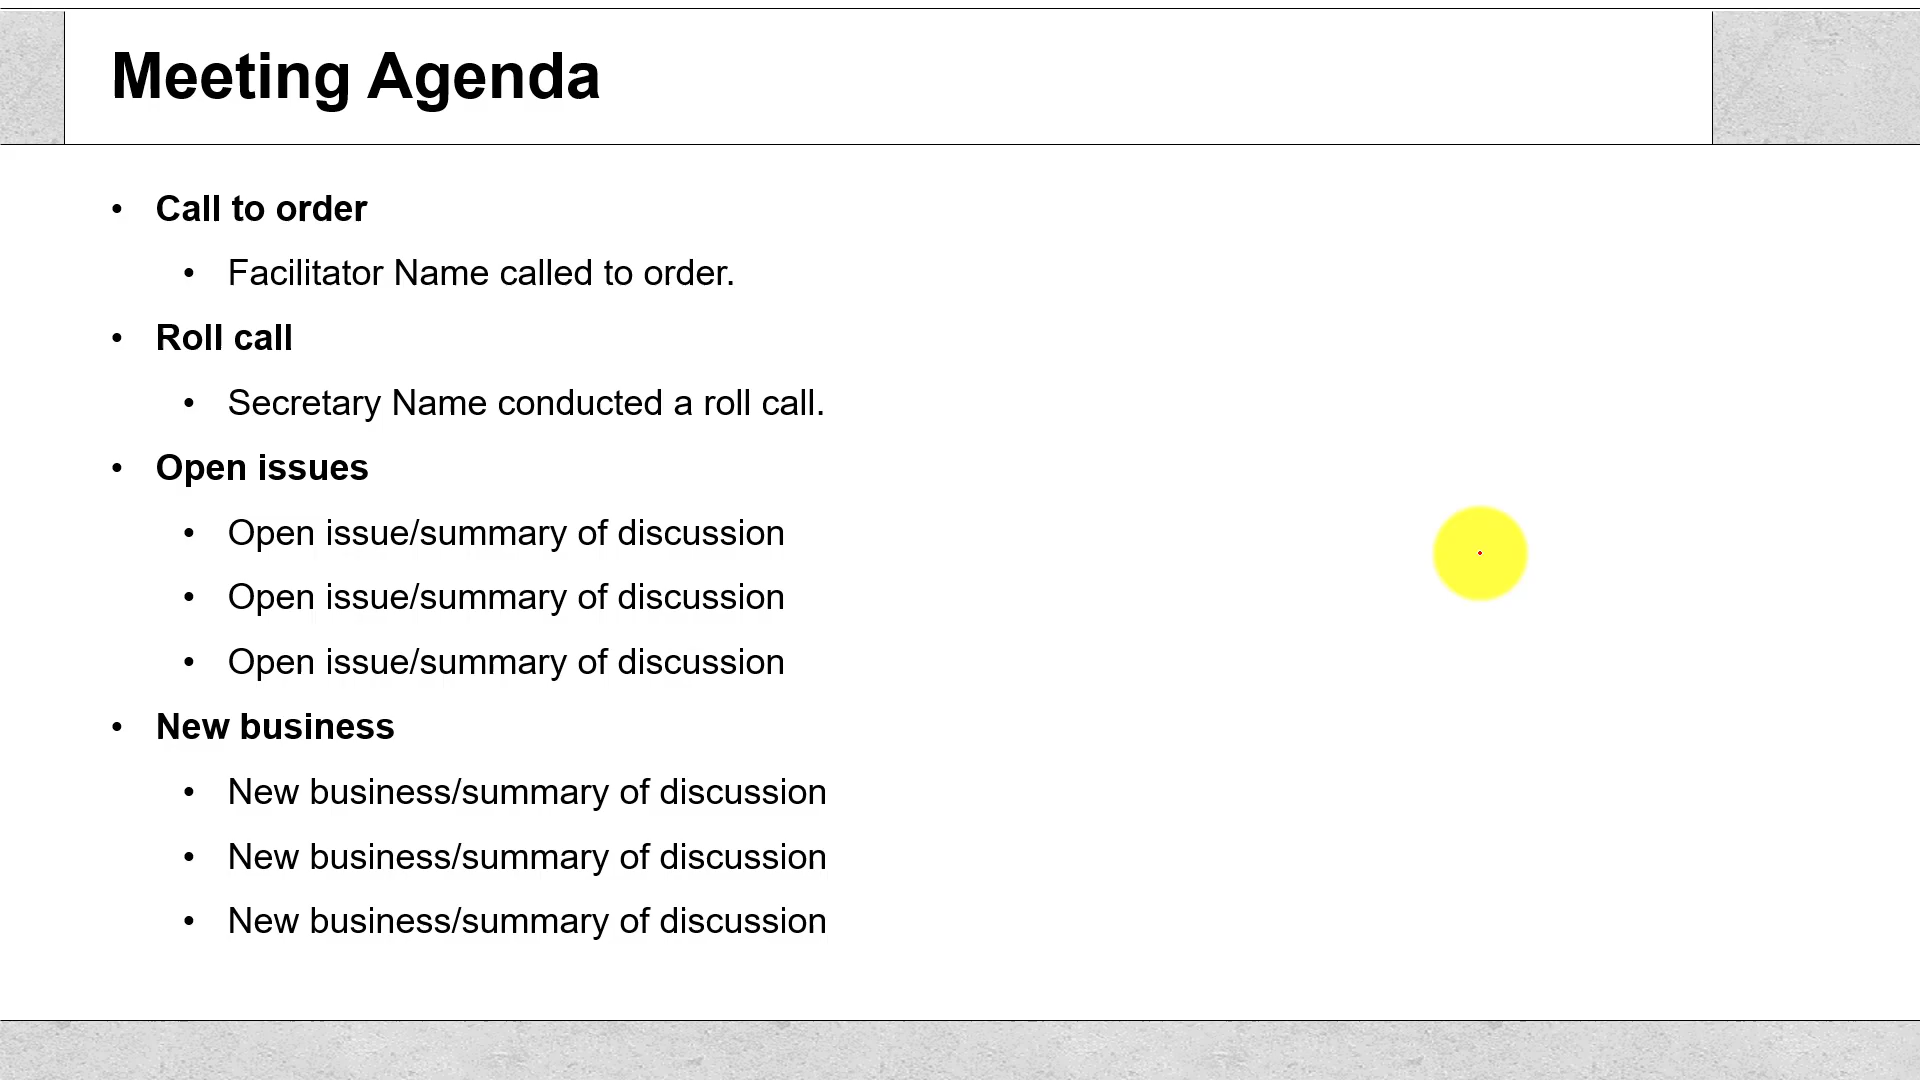 Meeting Agenda
• Call to order
• Facilitator Name called to order.
• Roll call
• Secretary Name conducted a roll call.
• Open issues
• Open issue/summary of discussion
• Open issue/summary of discussion
• Open issue/summary of discussion
• New business
• New business/summary of discussion
• New business/summary of discussion
• New business/summary of discussion